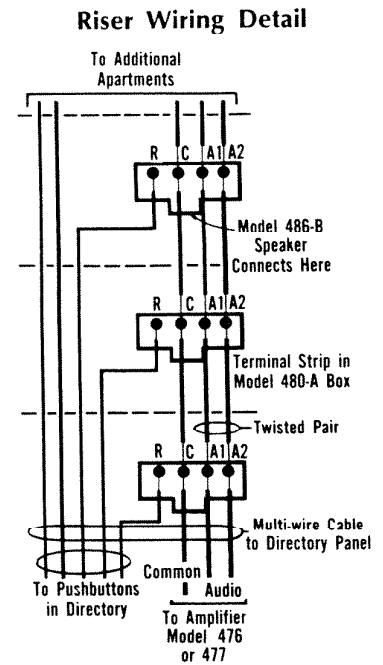 Riser Wiring Detail
To Additional
Apartments
R C A1 A2
Model 486-B
Speaker
Connects Here
R C A1 A2
Terminal Strip in
Model 480-A Box
Twisted Pair
R C A1 A2
Multi-wire Cable
to Directory Panel
Common
Audio
To Pushbuttons
in Directory
To Amplifier
Model 476
or 477